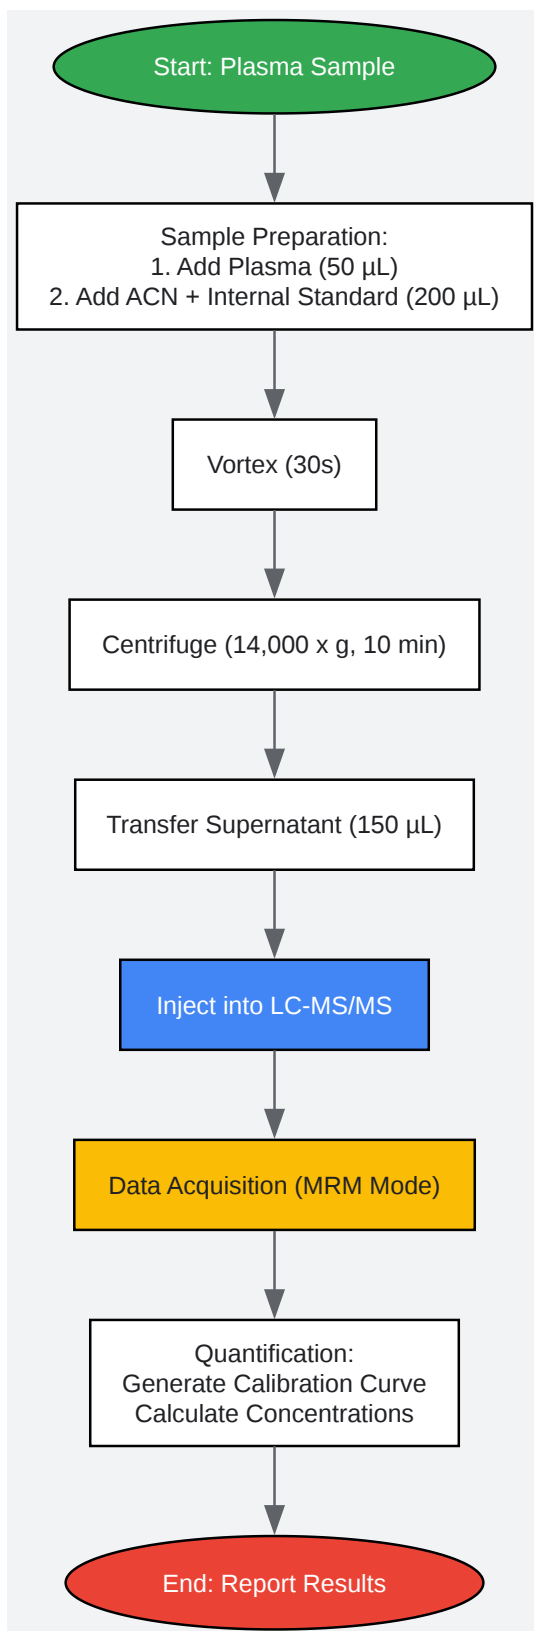 Start: Plasma Sample
Sample Preparation:
1. Add Plasma (50 µL)
2. Add ACN + Internal Standard (200 µL)
Vortex (30s)
Centrifuge (14,000 x g, 10 min)
Transfer Supernatant (150 µL)
Inject into LC-MS/MS
Data Acquisition (MRM Mode)
Quantification:
Generate Calibration Curve
Calculate Concentrations
End: Report Results